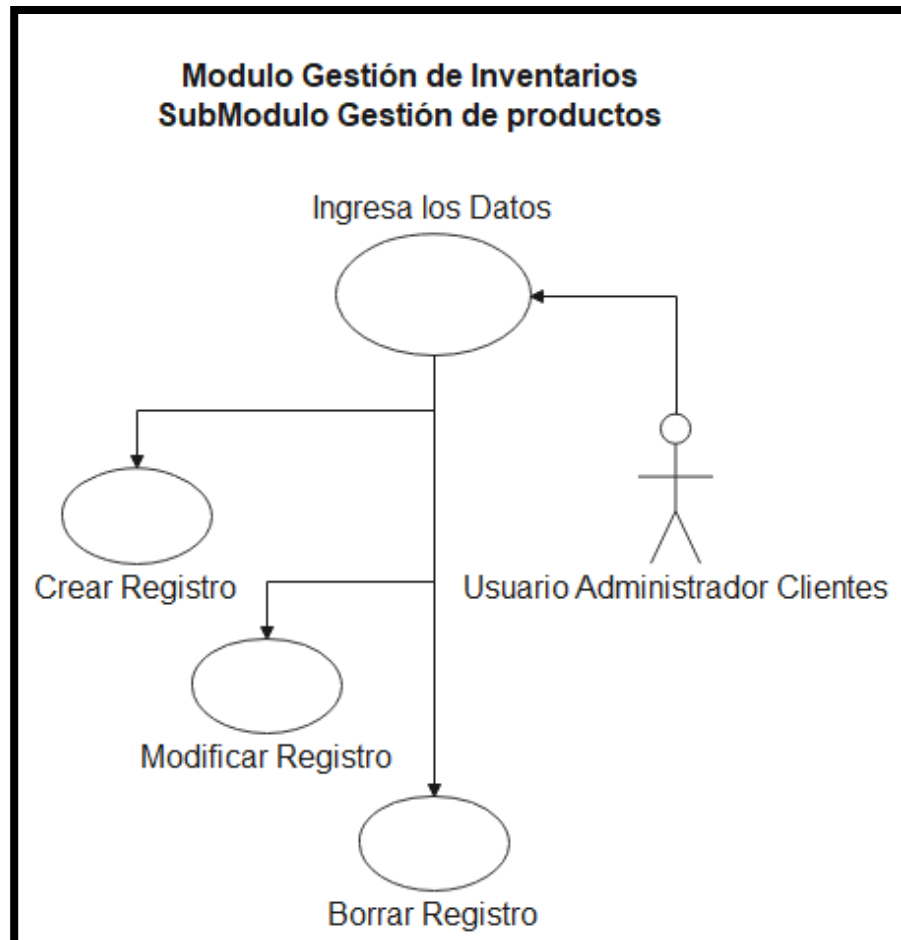 Modulo Gestión de Inventarios
SubModulo Gestión de productos
Ingresa los Datos
Crear Registro
Usuario Administrador Clientes
Modificar Registro
Borrar Registro